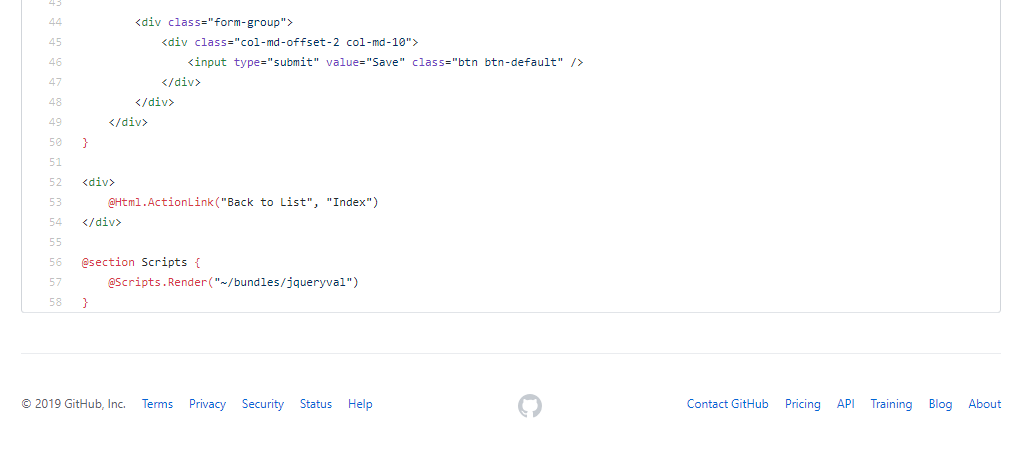 43
44 <div class="form-group">
45 <div class="col-md-offset-2 col-md-10">
46 <input type="submit" value="Save" class="btn btn-default" />
47 </div>
48 </div>
49 </div>
50 }
51
52 <div>
53 @Html.ActionLink("Back to List", "Index")
54 </div>
55
56 @section Scripts {
57 @Scripts.Render("~/bundles/jqueryval")
58 }
© 2019 GitHub, Inc. Terms Privacy Security Status Help Contact GitHub Pricing API Training Blog About